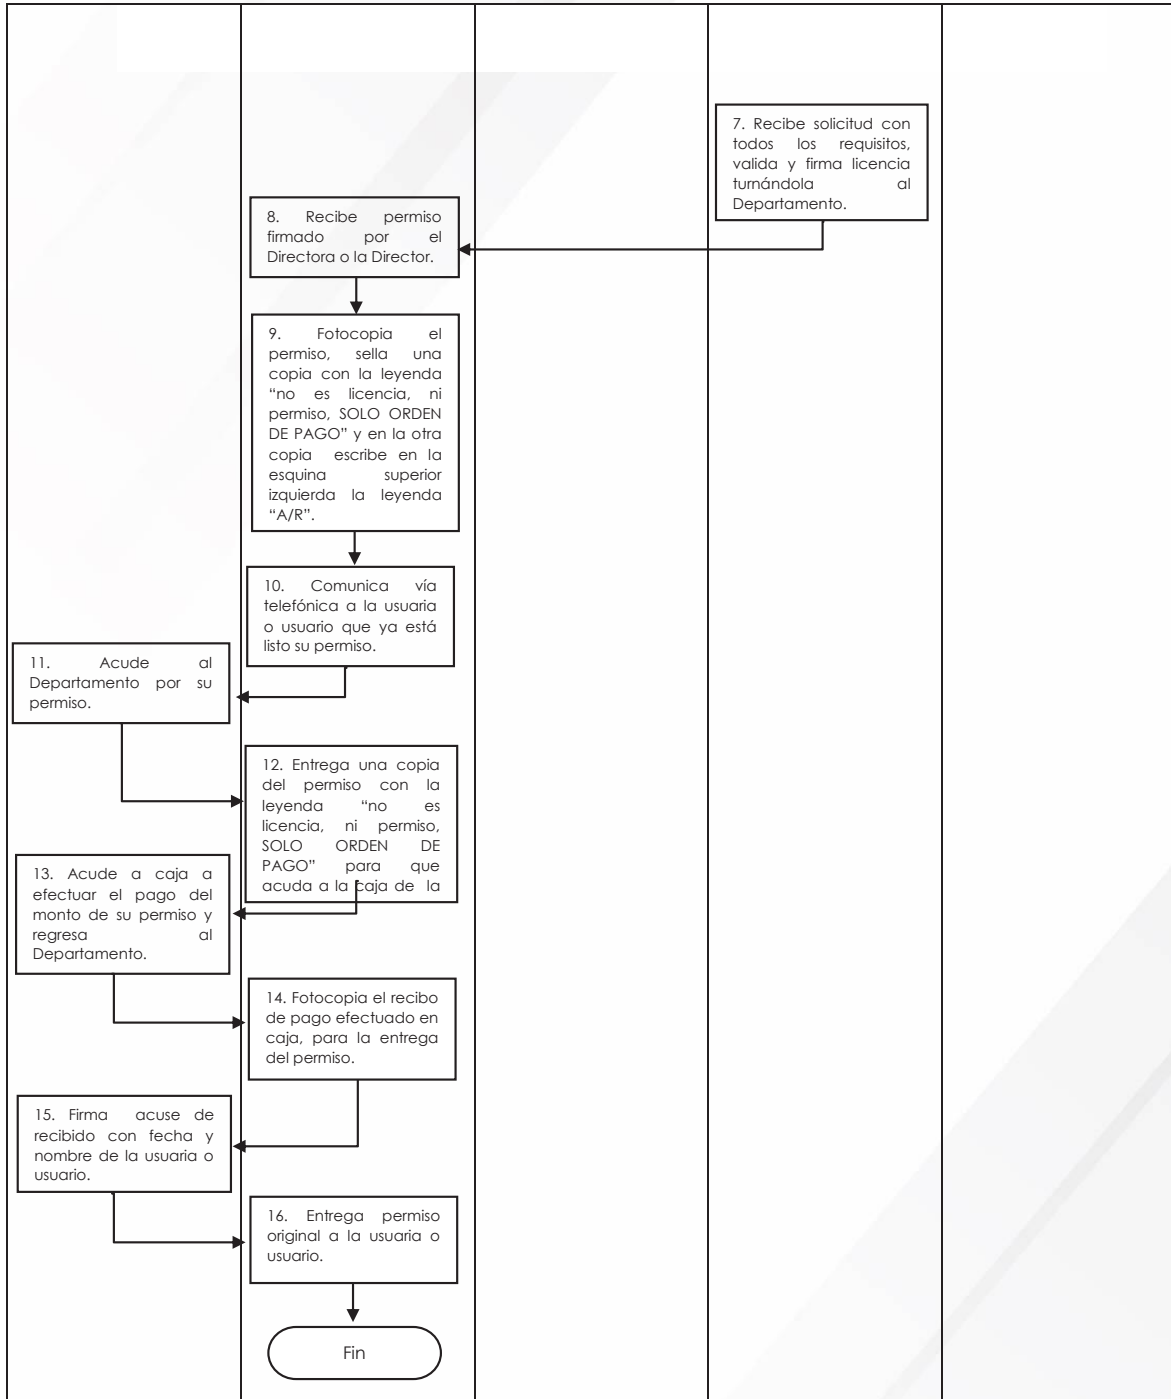 7. Recibe solicitud con
todos los requisitos,
valida y firma licencia
turnándola al
Departamento.
8. Recibe permiso
firmado por el
Directora o la Director.
9. Fotocopia el
permiso, sella una
copia con la leyenda
“no es licencia, ni
permiso, SOLO ORDEN
DE PAGO” y en la otra
copia escribe en la
esquina superior
izquierda la leyenda
“A/R”.
10. Comunica vía
telefónica a la usuaria
o usuario que ya está
listo su permiso.
11. Acude al
Departamento por su
permiso.
12. Entrega una copia
del permiso con la
leyenda “no es
licencia, ni permiso,
SOLO ORDEN DE
PAGO” para que
acuda a la caja de la
13. Acude a caja a
efectuar el pago del
monto de su permiso y
regresa al
Departamento.
14. Fotocopia el recibo
de pago efectuado en
caja, para la entrega
del permiso.
15. Firma acuse de
recibido con fecha y
nombre de la usuaria o
usuario.
16. Entrega permiso
original a la usuaria o
usuario.
Fin